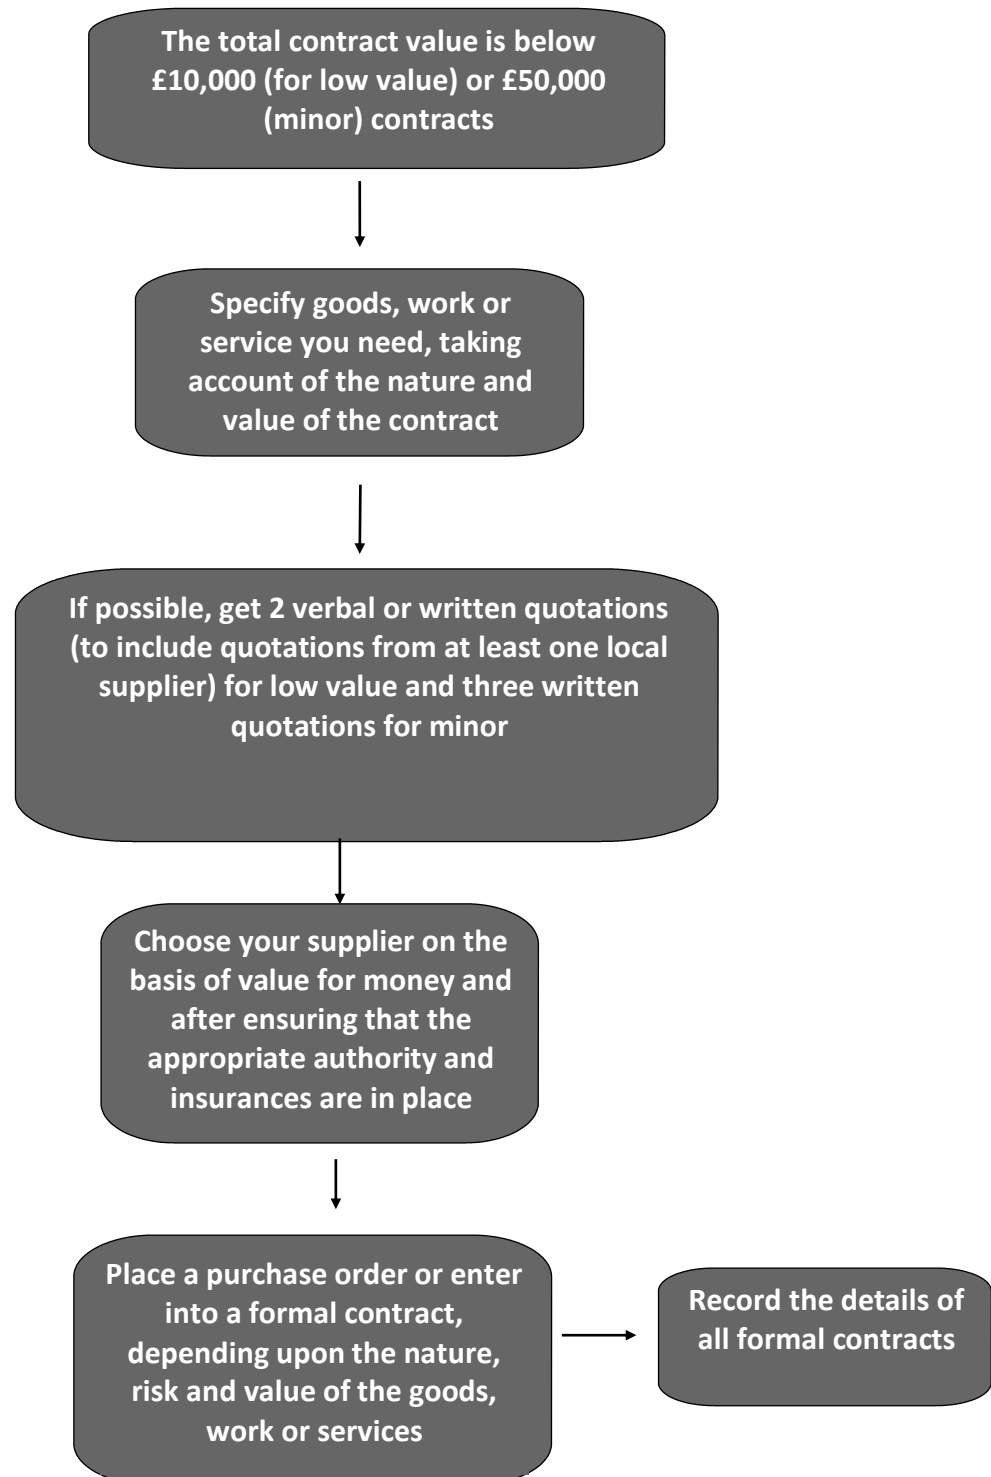 The total contract value is below
£10,000 (for low value) or £50,000
(minor) contracts
Specify goods, work or
service you need, taking
account of the nature and
value of the contract
If possible, get 2 verbal or written quotations
(to include quotations from at least one local
supplier) for low value and three written
quotations for minor
Choose your supplier on the
basis of value for money and
after ensuring that the
appropriate authority and
insurances are in place
Place a purchase order or enter
into a formal contract,
depending upon the nature,
risk and value of the goods,
work or services
Record the details of
all formal contracts